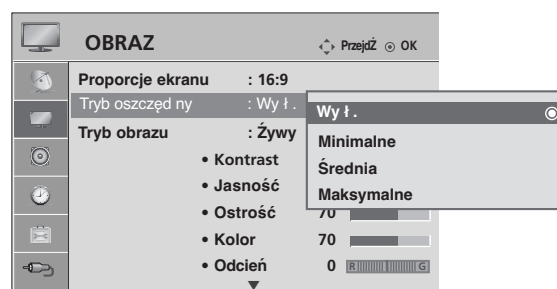 OBRAZ PrzejdŹ OK
Proporcje ekranu : 16:9
Tryb oszczęd ny : Wy ł .
Tryb obrazu : Żywy
• Kontrast
• Jasność
• Ostrość 70
• Kolor 70
• Odcień 0 R G
Wy ł .
Minimalne
Średnia
Maksymalne